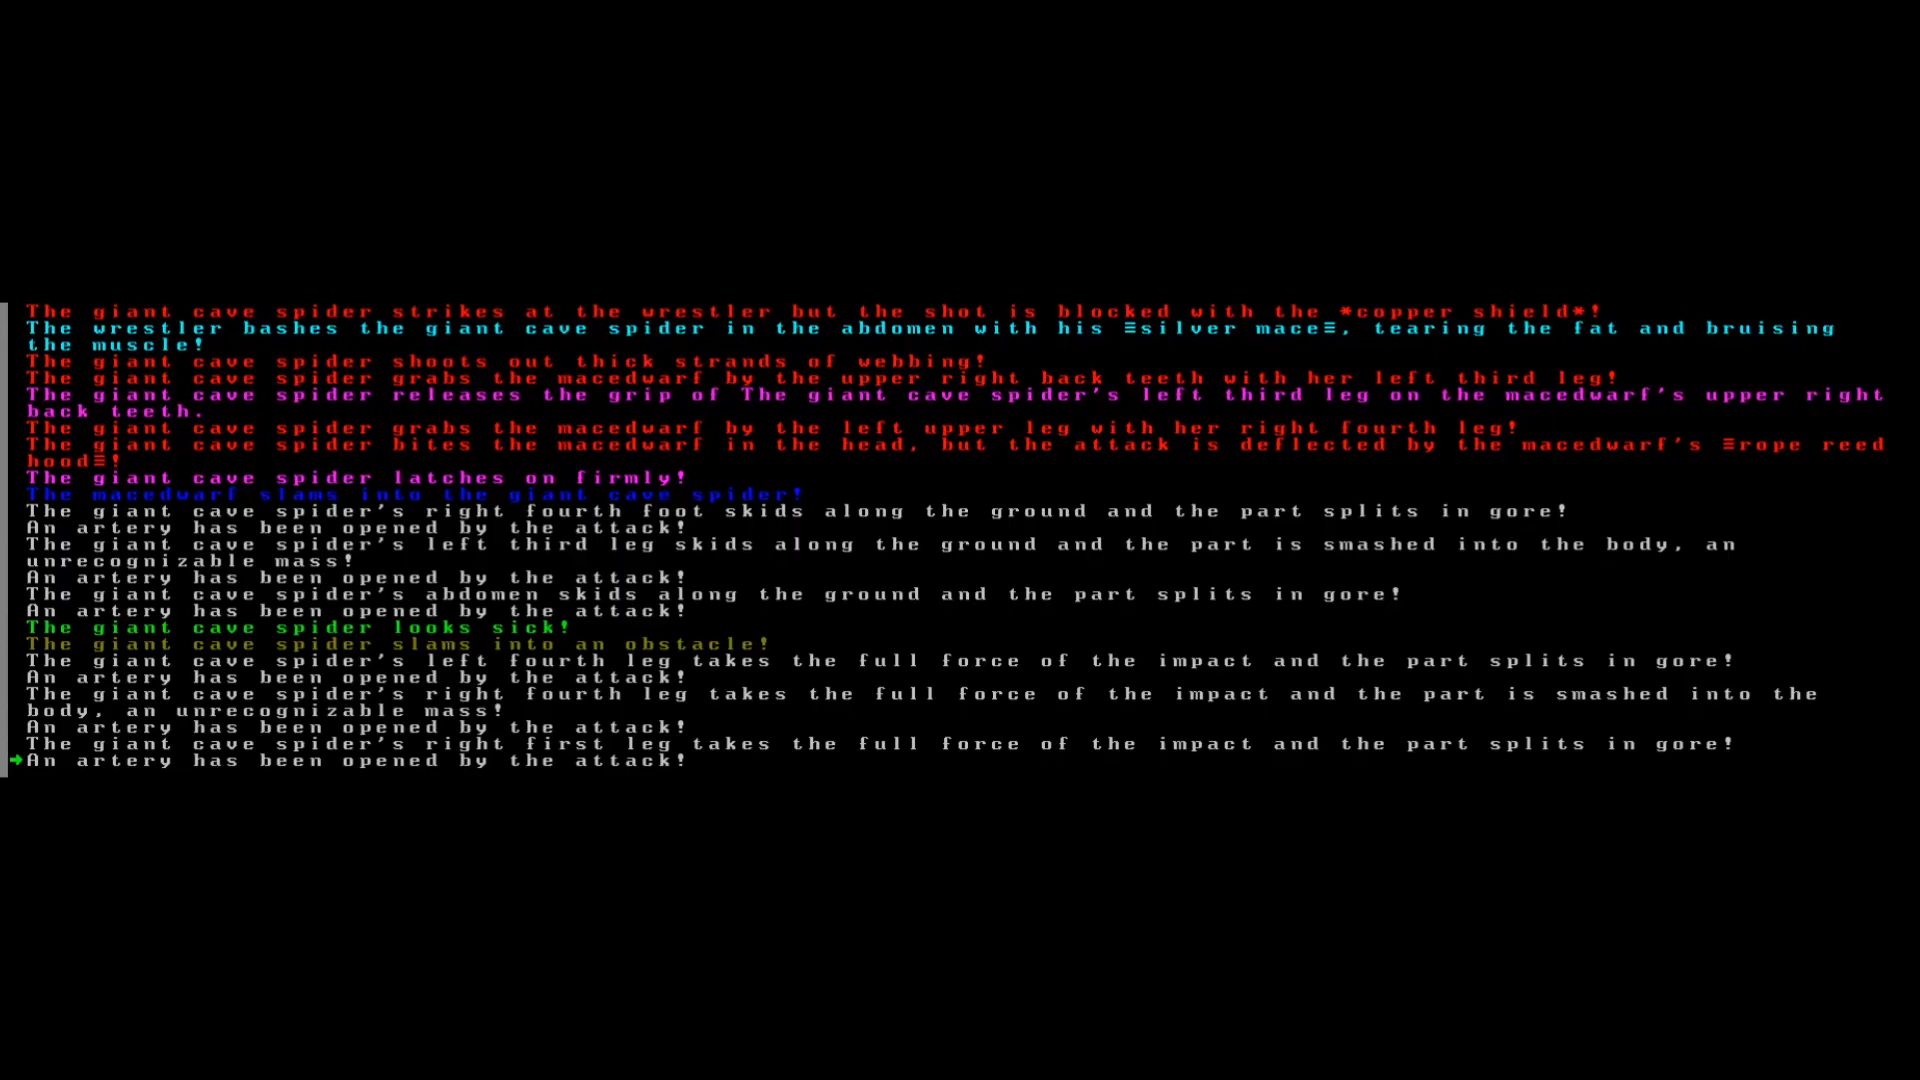 The giant cave spider strikes at the wrestler but the shot is blocked with the *copper shield*!
The wrestler bashes the giant cave spider in the abdomen with his ≡silver mace≡, tearing the fat and bruising
the muscle!
The giant cave spider shoots out thick strands of webbing!
The giant cave spider grabs the macedwarf by the upper right back teeth with her left third leg!
The giant cave spider releases the grip of The giant cave spider's left third leg on the macedwarf's upper right
back teeth.
The giant cave spider grabs the macedwarf by the left upper leg with her right fourth leg!
The giant cave spider bites the macedwarf in the head, but the attack is deflected by the macedwarf's ≡rope reed
hood≡!
The giant cave spider latches on firmly!
The macedwarf slams into the giant cave spider!
The giant cave spider's right fourth foot skids along the ground and the part splits in gore!
An artery has been opened by the attack!
The giant cave spider's left third leg skids along the ground and the part is smashed into the body, an
unrecognizable mass!
An artery has been opened by the attack!
The giant cave spider's abdomen skids along the ground and the part splits in gore!
An artery has been opened by the attack!
The giant cave spider looks sick!
The giant cave spider slams into an obstacle!
The giant cave spider's left fourth leg takes the full force of the impact and the part splits in gore!
An artery has been opened by the attack!
The giant cave spider's right fourth leg takes the full force of the impact and the part is smashed into the
body, an unrecognizable mass!
An artery has been opened by the attack!
The giant cave spider's right first leg takes the full force of the impact and the part splits in gore!
An artery has been opened by the attack!